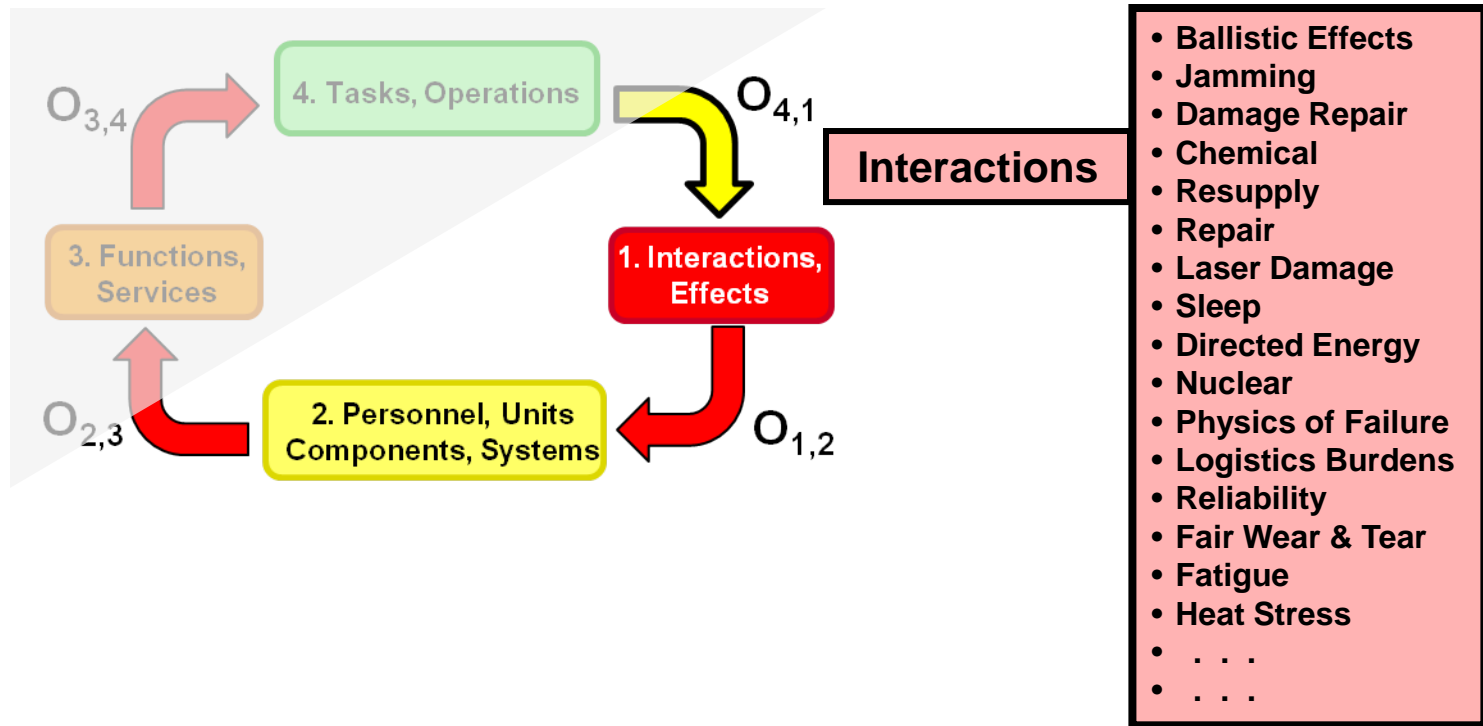 4. Tasks, Operations
O3,4
O4,1
3. Functions,
Services
1. Interactions,
Effects
2. Personnel, Units
Components, Systems
O2,3
O1,2
Interactions
• Ballistic Effects
• Jamming
• Damage Repair
• Chemical
• Resupply
• Repair
• Laser Damage
• Sleep
• Directed Energy
• Nuclear
• Physics of Failure
• Logistics Burdens
• Reliability
• Fair Wear & Tear
• Fatigue
• Heat Stress
• . . .
• . . .